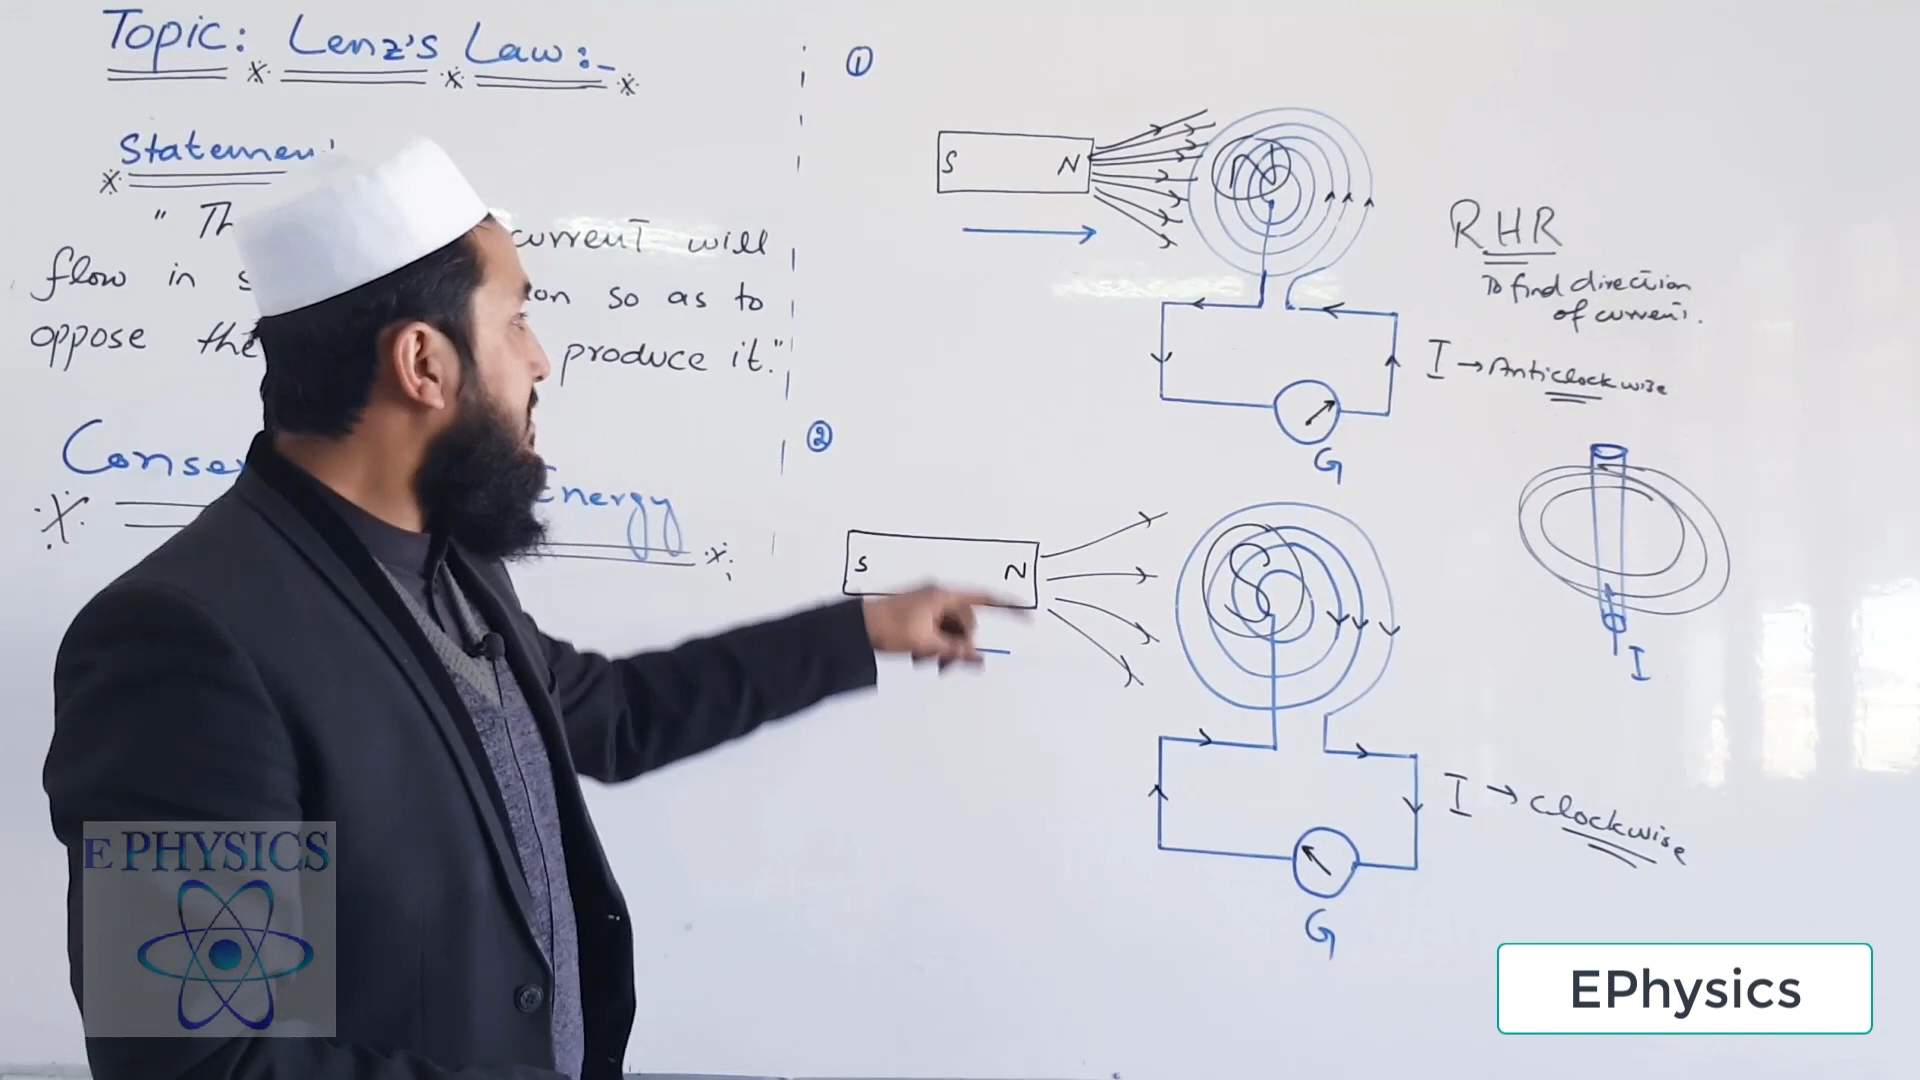 Topic: Lenz's Law:-
Statemen
" Th current will
flow in s on so as to
oppose the produce it."
Conse Energy
①
S N
N
RHR
To find direction
of current.
I → Anticlockwise
G
②
S N
S
I
I → Clockwise
G
E PHYSICS
EPhysics